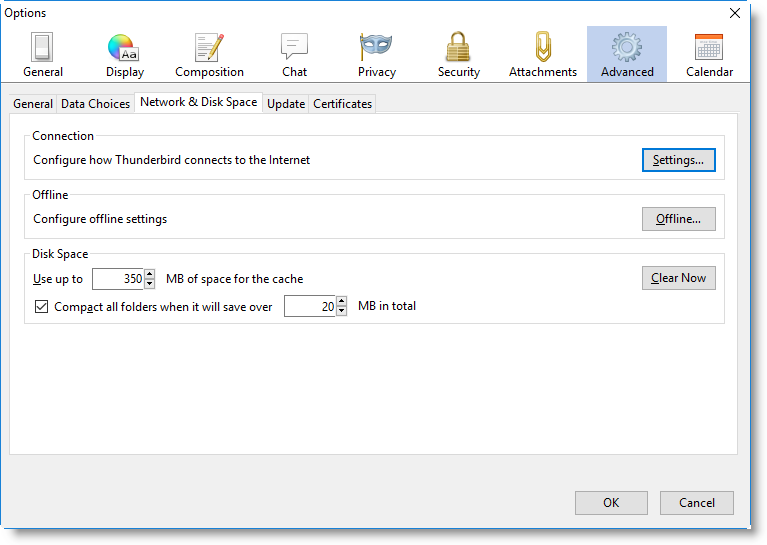 Options
General Display Composition Chat Privacy Security Attachments Advanced Calendar
General Data Choices Network & Disk Space Update Certificates
Connection
Configure how Thunderbird connects to the Internet Settings...
Offline
Configure offline settings Offline...
Disk Space
Use up to 350 MB of space for the cache Clear Now
Compact all folders when it will save over 20 MB in total
OK Cancel